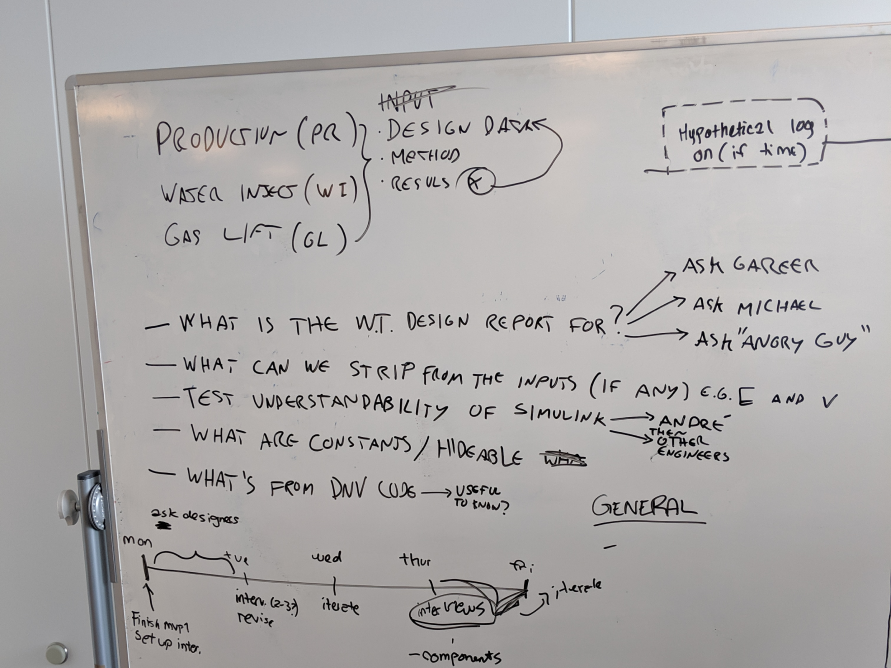 INPUT
PRODUCTION (PR)
· DESIGN DATA
· METHOD
WATER INJECT (WI)
· RESULS (x)
GAS LIFT (GL)
Hypothetical log
on (if time)
— WHAT IS THE W.T. DESIGN REPORT FOR?
ASK GAREER
ASK MICHAEL
ASK "ANGRY GUY"
— WHAT CAN WE STRIP FROM THE INPUTS (IF ANY) E.G. E AND V
— TEST UNDERSTANDABILITY OF SIMULINK
ANDRÉ
THEN
OTHER
ENGINEERS
— WHAT ARE CONSTANTS/HIDEABLE
— WHAT'S FROM DNV CODE → USEFUL
TO KNOW?
GENERAL
–
ask designers
mon
tue
wed
thur
fri
Finish mvp1
Set up inter.
interv. (2-3?)
revise
iterate
interviews
iterate
- components